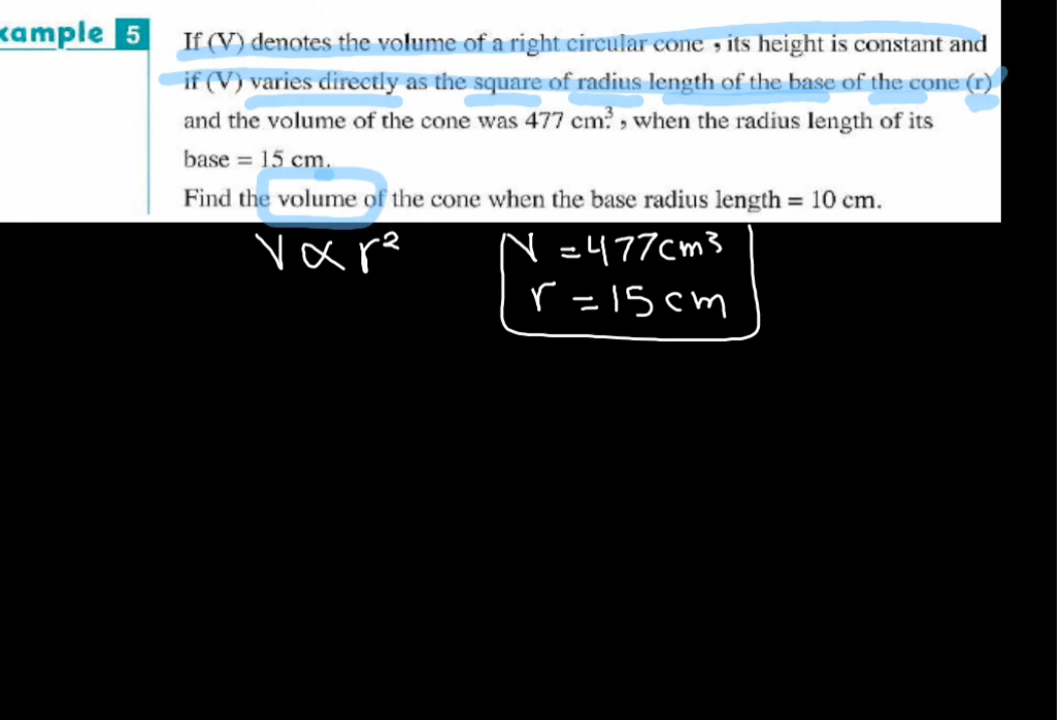 xample 5
If (V) denotes the volume of a right circular cone , its height is constant and
if (V) varies directly as the square of radius length of the base of the cone (r)
and the volume of the cone was 477 cm³. , when the radius length of its
base = 15 cm.
Find the volume of the cone when the base radius length = 10 cm.
V ∝ r²
V = 477cm³
r = 15 cm